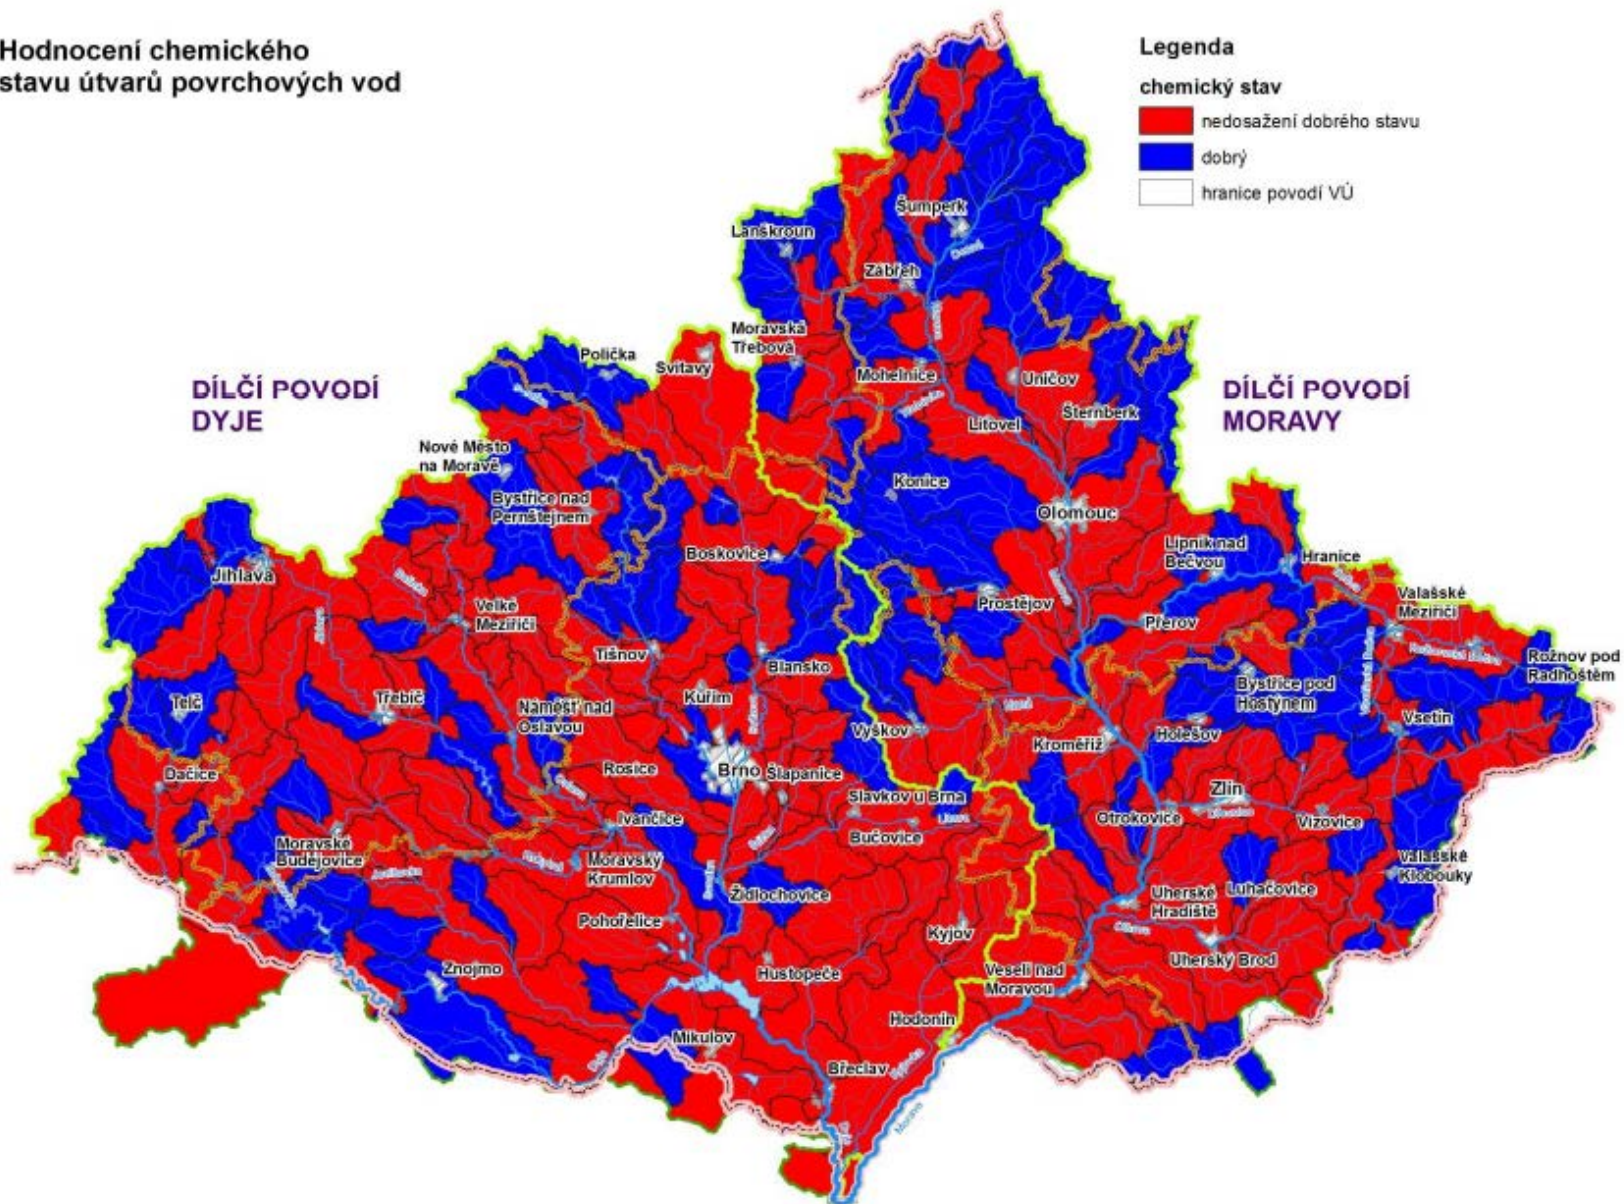 Hodnocení chemického
stavu útvarů povrchových vod
Legenda
chemický stav
nedosažení dobrého stavu
dobrý
hranice povodí VÚ
DÍLČÍ POVODÍ
DYJE
DÍLČÍ POVODÍ
MORAVY
Šumperk
Lanškroun
Zábřeh
Moravská
Třebová
Polička
Svitavy
Mohelnice
Uničov
Šternberk
Litovel
Nové Město
na Moravě
Konice
Bystřice nad
Pernštejnem
Olomouc
Boskovice
Lipník nad
Bečvou
Hranice
Jihlava
Valašské
Meziříčí
Prostějov
Velké
Meziříčí
Přerov
Tišnov
Blansko
Rožnov pod
Radhoštěm
Bystřice pod
Hostýnem
Kuřim
Telč
Třebíč
Náměšť nad
Oslavou
Vsetín
Vyškov
Holešov
Kroměříž
Rosice
Brno
Šlapanice
Dačice
Zlín
Slavkov u Brna
Otrokovice
Vizovice
Ivančice
Bučovice
Moravské
Budějovice
Moravský
Krumlov
Valašské
Klobouky
Židlochovice
Uherské
Hradiště
Luhačovice
Pohořelice
Kyjov
Uherský Brod
Znojmo
Hustopeče
Veselí nad
Moravou
Hodonín
Mikulov
Břeclav
Morava